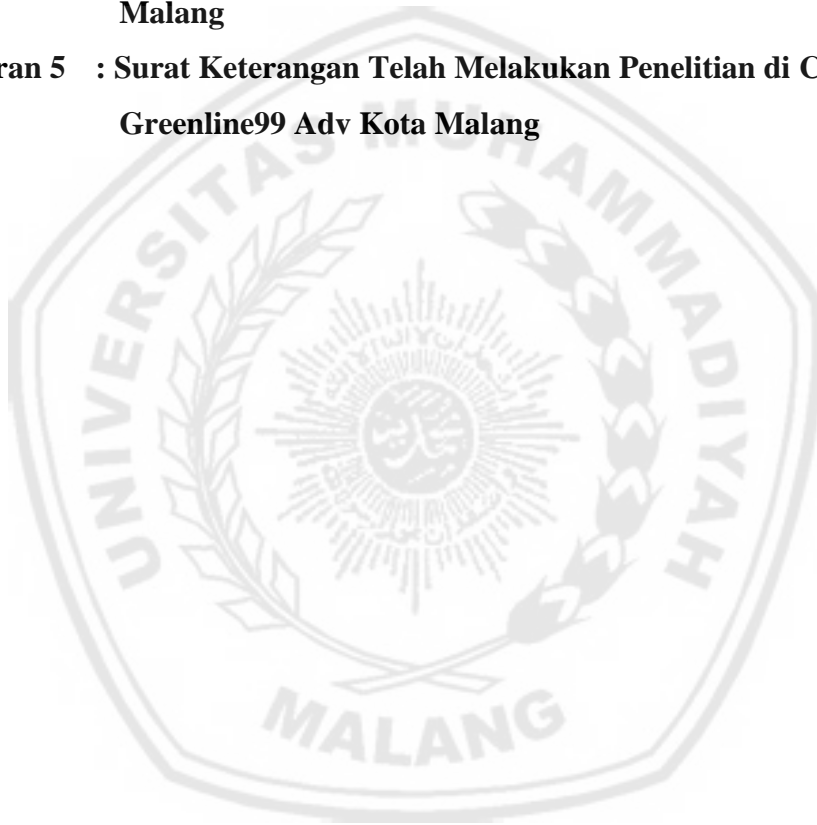 Malang
ran 5 : Surat Keterangan Telah Melakukan Penelitian di C
Greenline99 Adv Kota Malang
UNIVERSITAS MUHAMMADIYAH
MALANG